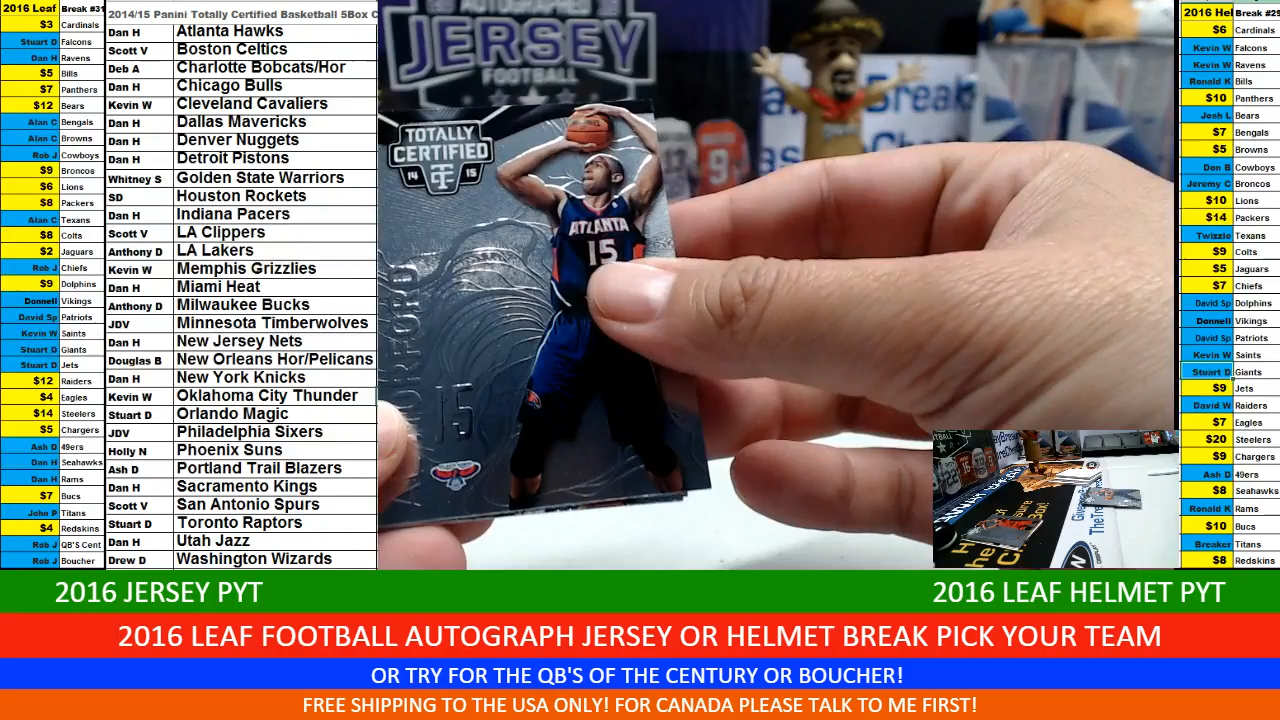 2016 Leaf Break #31
$3 Cardinals
Stuart D Falcons
Dan H Ravens
$5 Bills
$7 Panthers
$12 Bears
Alan C Bengals
Alan C Browns
Rob J Cowboys
$9 Broncos
$6 Lions
$8 Packers
Alan C Texans
$8 Colts
$2 Jaguars
Rob J Chiefs
$9 Dolphins
Donnell Vikings
David Sp Patriots
Kevin W Saints
Stuart D Giants
Stuart D Jets
$12 Raiders
$4 Eagles
$14 Steelers
$5 Chargers
Ash D 49ers
Dan H Seahawks
Dan H Rams
$7 Bucs
John P Titans
$4 Redskins
Rob J QB'S Cent
Rob J Boucher
2014/15 Panini Totally Certified Basketball 5Box C
Dan H Atlanta Hawks
Scott V Boston Celtics
Deb A Charlotte Bobcats/Hor
Dan H Chicago Bulls
Kevin W Cleveland Cavaliers
Dan H Dallas Mavericks
Dan H Denver Nuggets
Dan H Detroit Pistons
Whitney S Golden State Warriors
SD Houston Rockets
Dan H Indiana Pacers
Scott V LA Clippers
Anthony D LA Lakers
Kevin W Memphis Grizzlies
Dan H Miami Heat
Anthony D Milwaukee Bucks
JDV Minnesota Timberwolves
Dan H New Jersey Nets
Douglas B New Orleans Hor/Pelicans
Dan H New York Knicks
Kevin W Oklahoma City Thunder
Stuart D Orlando Magic
JDV Philadelphia Sixers
Holly N Phoenix Suns
Ash D Portland Trail Blazers
Dan H Sacramento Kings
Scott V San Antonio Spurs
Stuart D Toronto Raptors
Dan H Utah Jazz
Drew D Washington Wizards
AUTOGRAPHED
JERSEY
FOOTBALL
TOTALLY
CERTIFIED
14 15
ATLANTA
15
15
9
Break
2016 Hel Break #29
$6 Cardinals
Kevin W Falcons
Kevin W Ravens
Ronald K Bills
$10 Panthers
Josh L Bears
$7 Bengals
$5 Browns
Don B Cowboys
Jeremy C Broncos
$10 Lions
$14 Packers
Twizzle Texans
$9 Colts
$5 Jaguars
$7 Chiefs
David Sp Dolphins
Donnell Vikings
David Sp Patriots
Kevin W Saints
Stuart D Giants
$9 Jets
David W Raiders
$7 Eagles
$20 Steelers
$9 Chargers
Ash D 49ers
$8 Seahawks
Ronald K Rams
$10 Bucs
Breaker Titans
$8 Redskins
2016 JERSEY PYT
2016 LEAF HELMET PYT
2016 LEAF FOOTBALL AUTOGRAPH JERSEY OR HELMET BREAK PICK YOUR TEAM
OR TRY FOR THE QB'S OF THE CENTURY OR BOUCHER!
FREE SHIPPING TO THE USA ONLY! FOR CANADA PLEASE TALK TO ME FIRST!